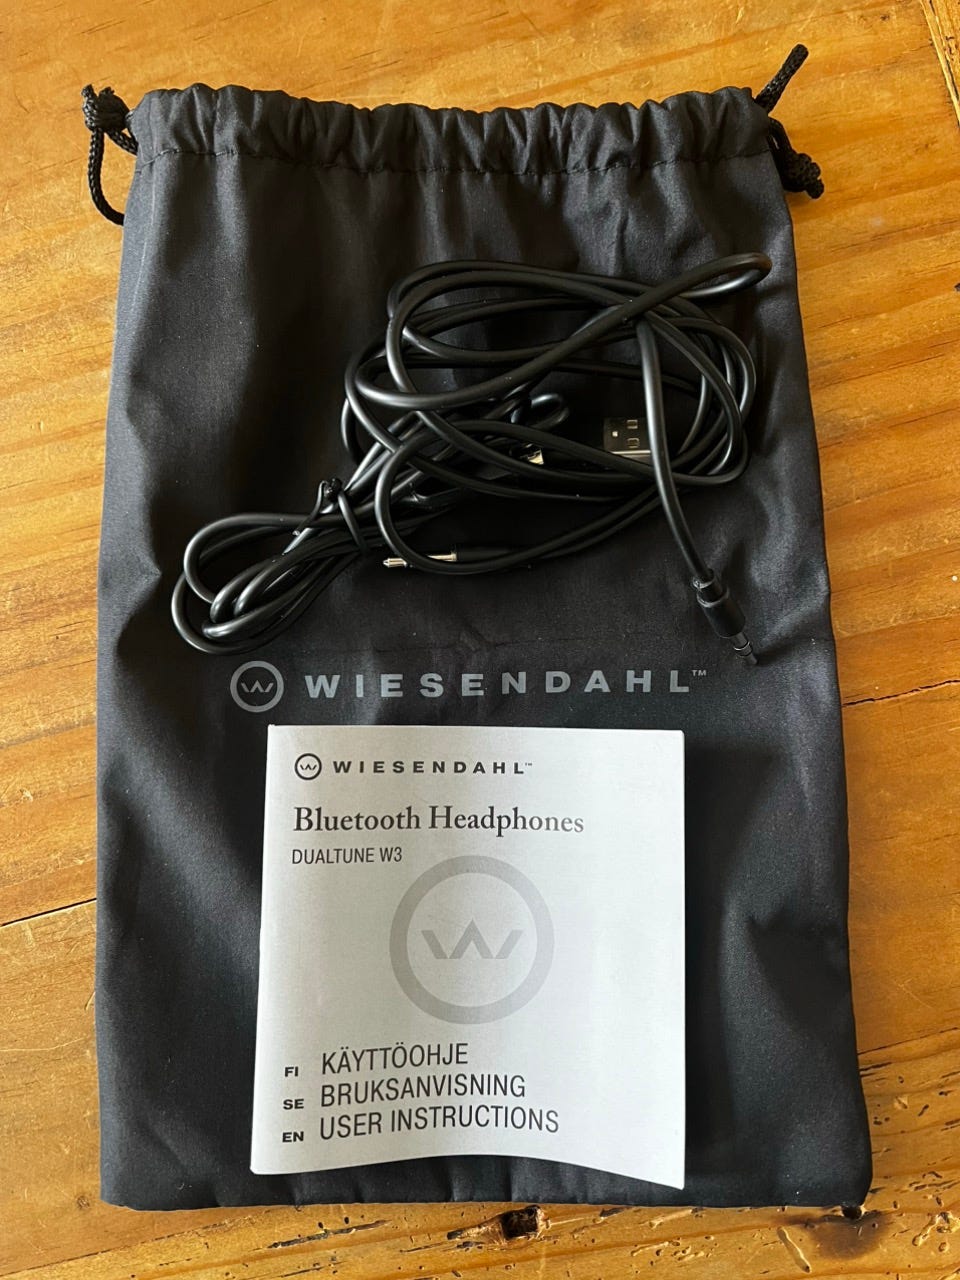 WIESENDAHL™
WIESENDAHL™
Bluetooth Headphones
DUALTUNE W3
FI KÄYTTÖOHJE
SE BRUKSANVISNING
EN USER INSTRUCTIONS